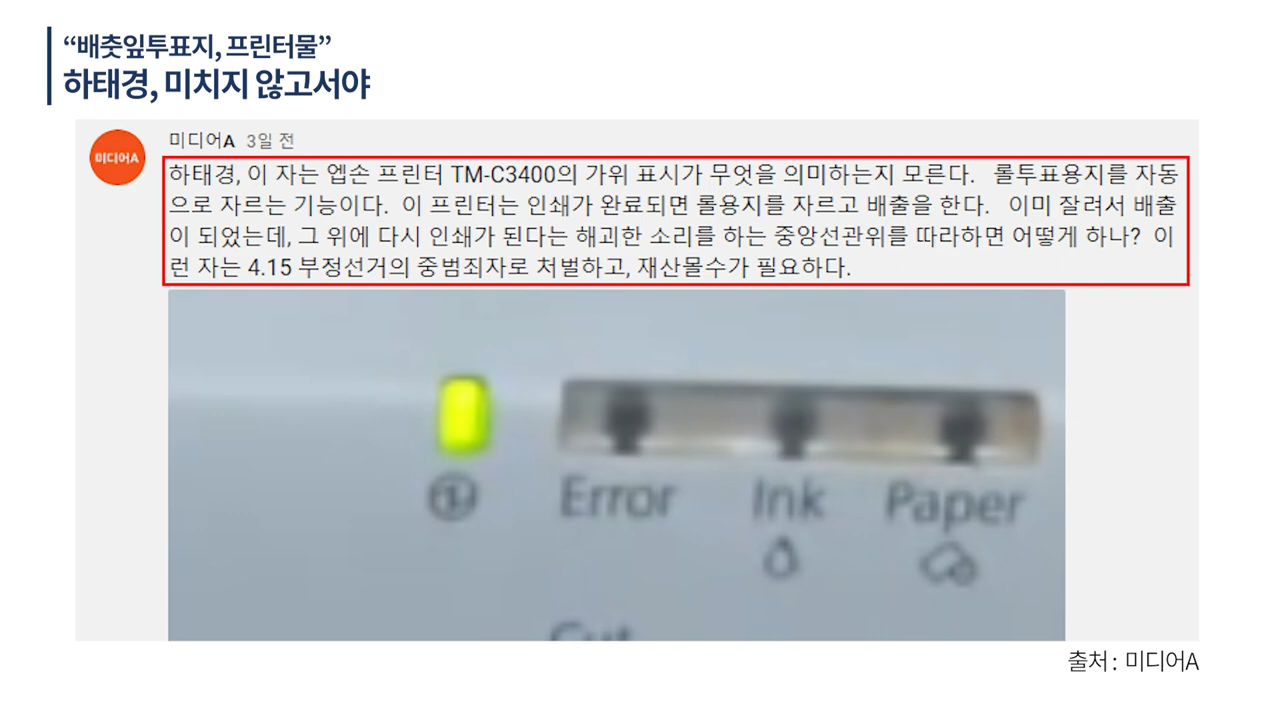 “배춧잎투표지, 프린터물”
하태경, 미치지 않고서야
미디어A
미디어A 3일 전
하태경, 이 자는 엡손 프린터 TM-C3400의 가위 표시가 무엇을 의미하는지 모른다. 롤투표용지를 자동
으로 자르는 기능이다. 이 프린터는 인쇄가 완료되면 롤용지를 자르고 배출을 한다. 이미 잘려서 배출
이 되었는데, 그 위에 다시 인쇄가 된다는 해괴한 소리를 하는 중앙선관위를 따라하면 어떻게 하나? 이
런 자는 4.15 부정선거의 중범죄자로 처벌하고, 재산몰수가 필요하다.
Error Ink Paper
Cut
출처 : 미디어A